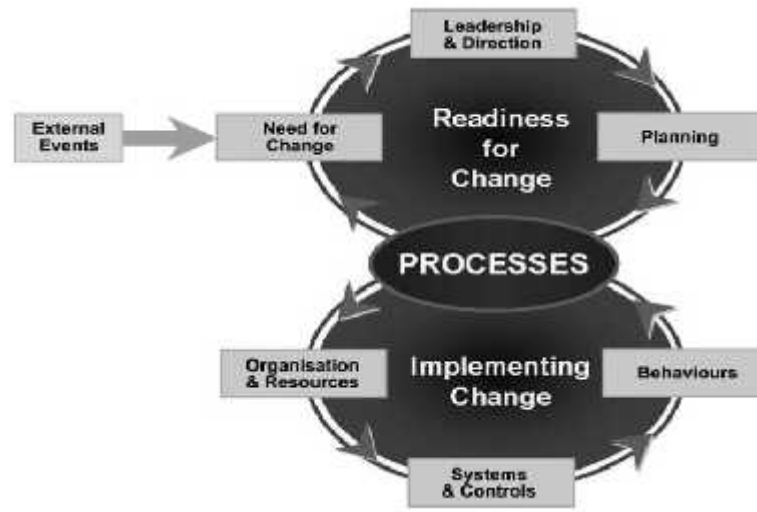 Leadership
& Direction
External
Events
Need for
Change
Readiness
for
Change
Planning
PROCESSES
Organisation
& Resources
Implementing
Change
Behaviours
Systems
& Controls